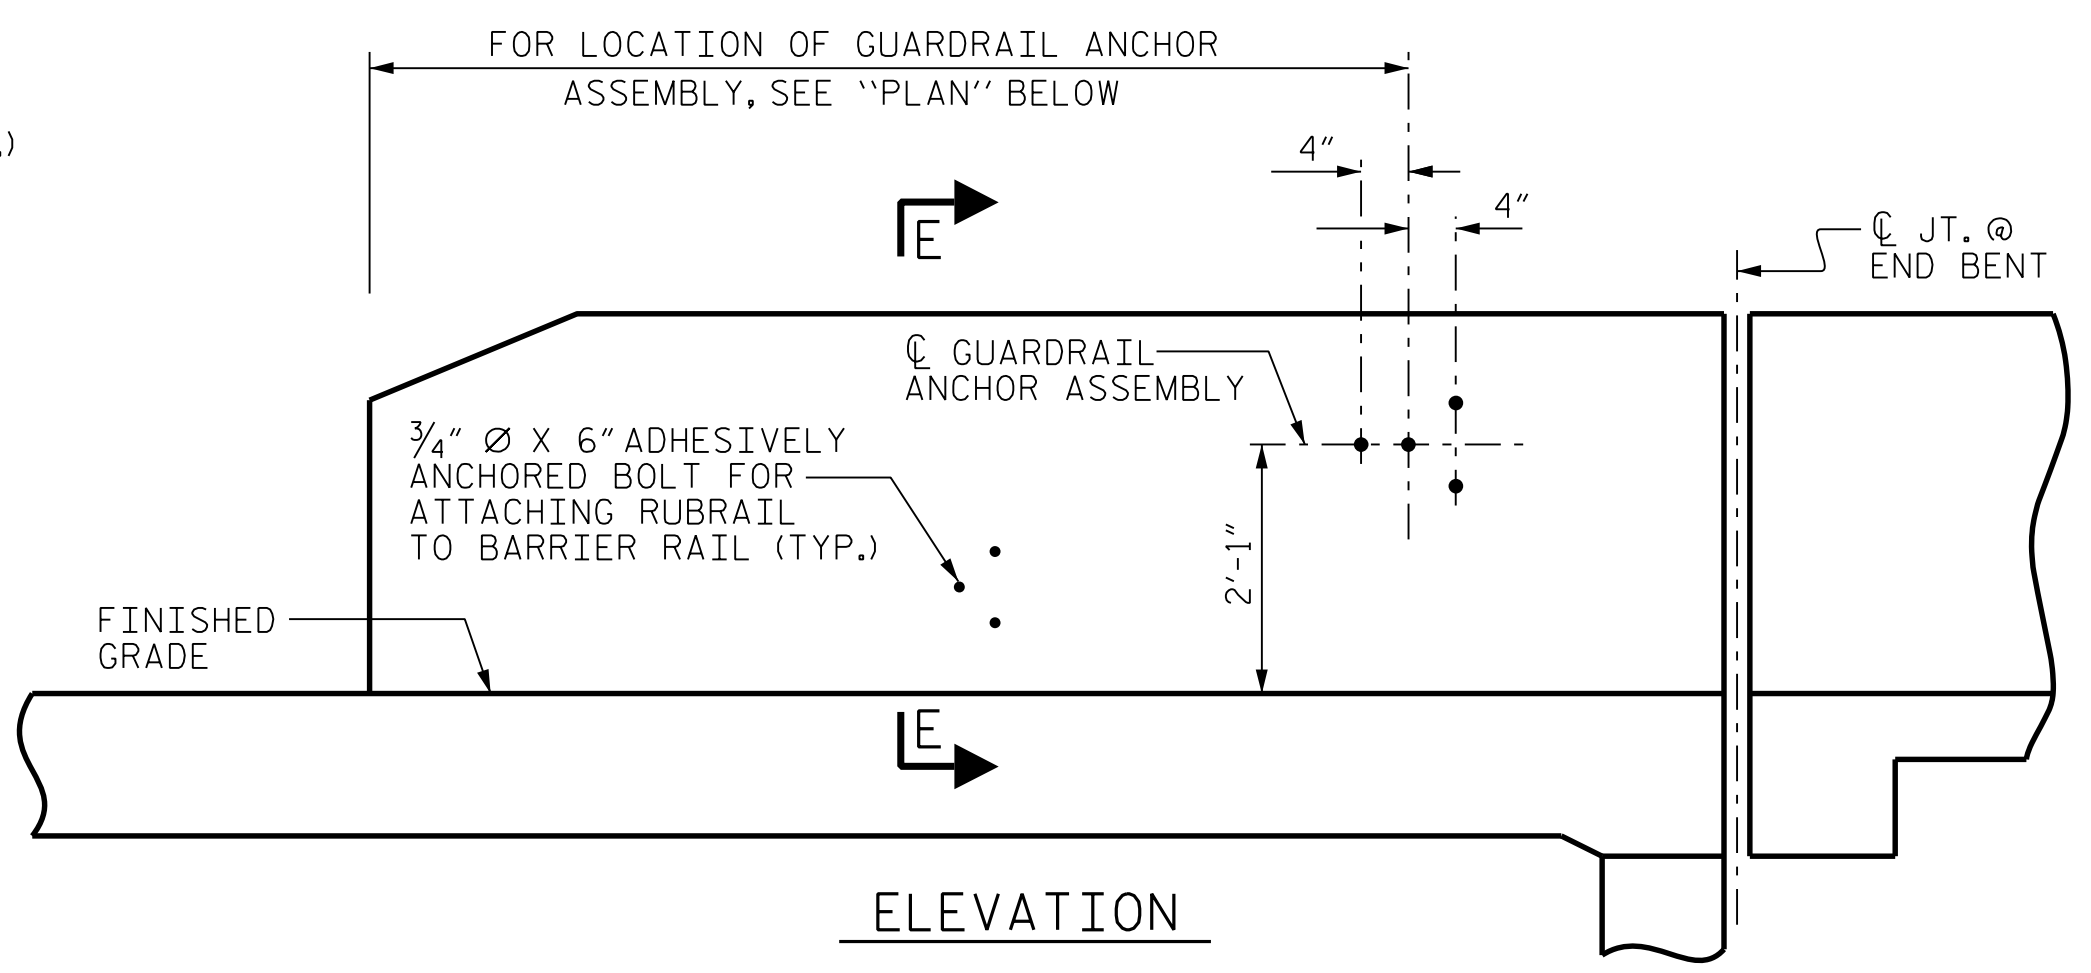 FOR LOCATION OF GUARDRAIL ANCHOR
ASSEMBLY, SEE "PLAN" BELOW
.)
4"
4"
E
℄ JT. @
END BENT
℄ GUARDRAIL
ANCHOR ASSEMBLY
3/4" Ø X 6" ADHESIVELY
ANCHORED BOLT FOR
ATTACHING RUBRAIL
TO BARRIER RAIL (TYP.)
2'-1"
FINISHED
GRADE
E
ELEVATION